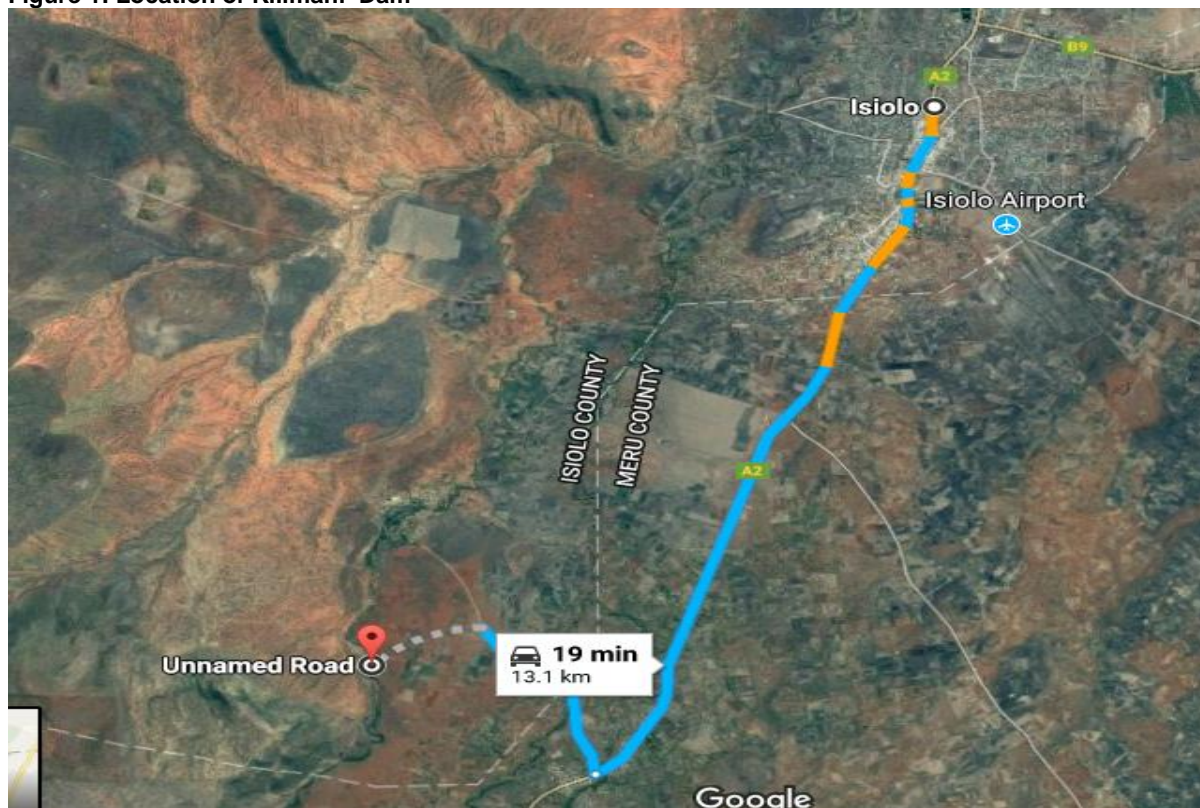 B9
A2
Isiolo
Isiolo Airport
ISIOLO COUNTY
MERU COUNTY
A2
19 min
13.1 km
Unnamed Road
Google